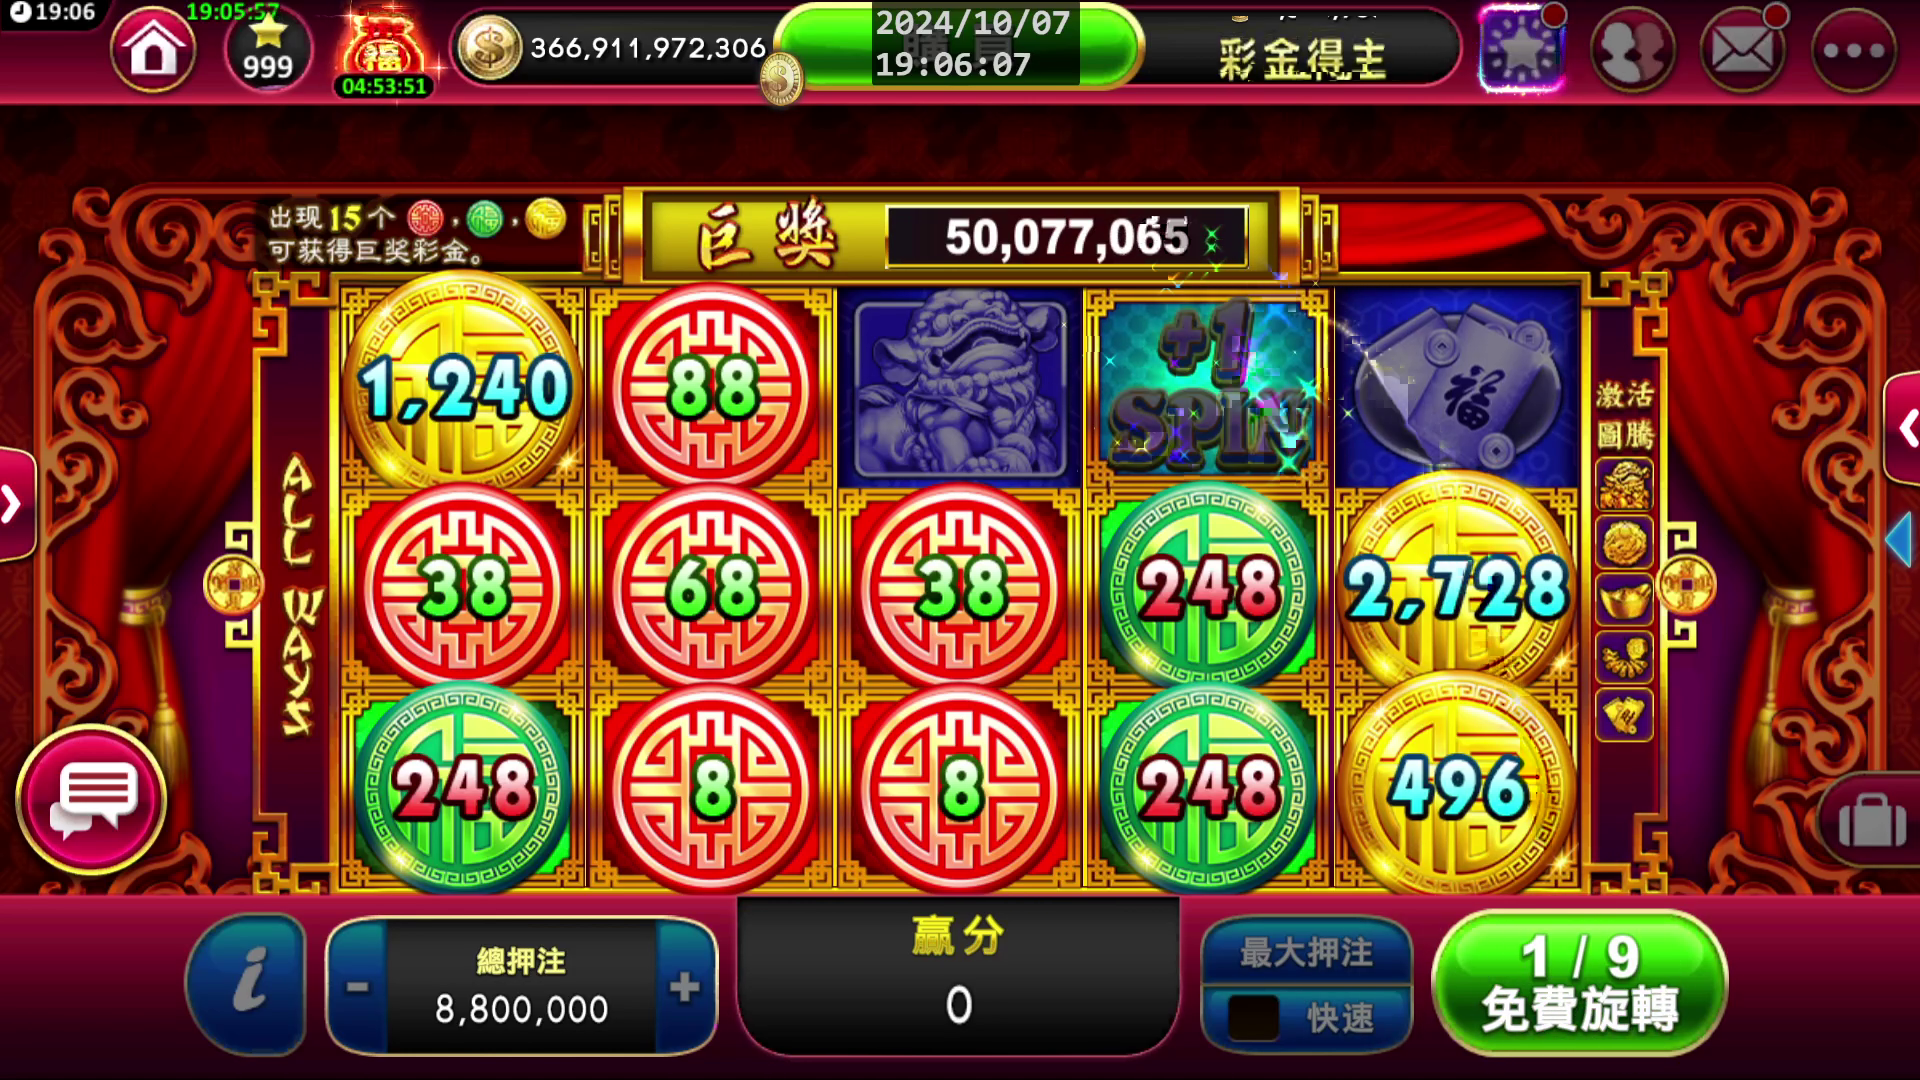 19:06
19:05:57
999
福
04:53:51
366,911,972,306
2024/10/07
19:06:07
彩金得主
出现15个
可获得巨奖彩金。
巨獎
50,077,065
ALL WAYS
1,240
88
+1
SPIN
福
38
68
38
248
2,728
248
8
8
248
496
激活
圖騰
總押注
-
8,800,000
+
贏分
0
最大押注
快速
1/9
免費旋轉